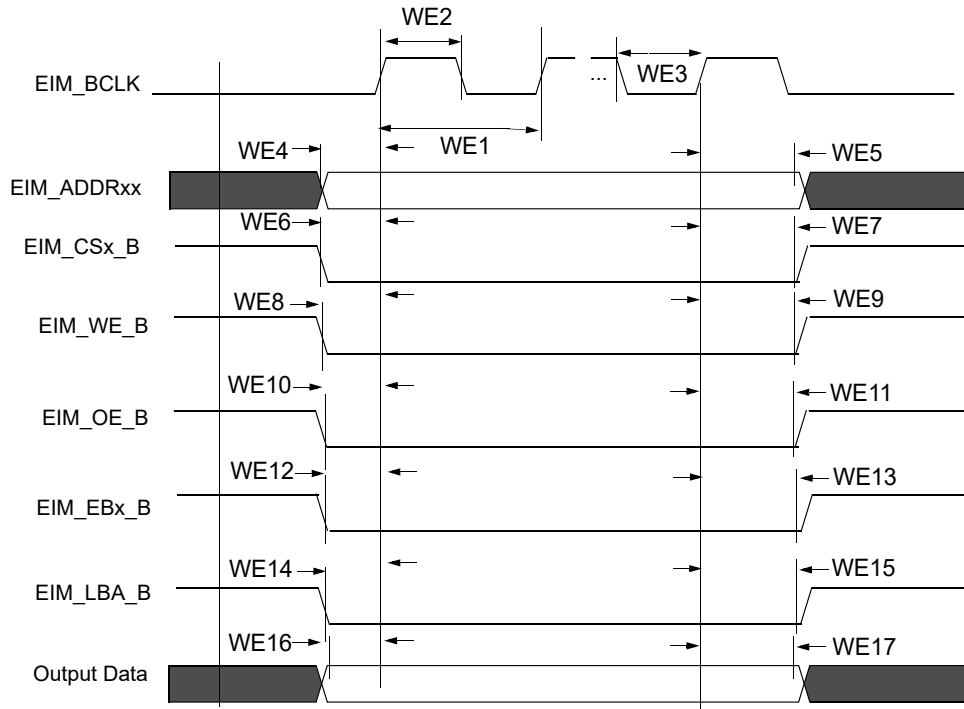 WE2
EIM_BCLK
...
WE3
WE4
WE1
WE5
EIM_ADDRxx
WE6
WE7
EIM_CSx_B
WE8
WE9
EIM_WE_B
WE10
WE11
EIM_OE_B
WE12
WE13
EIM_EBx_B
WE14
WE15
EIM_LBA_B
WE16
WE17
Output Data